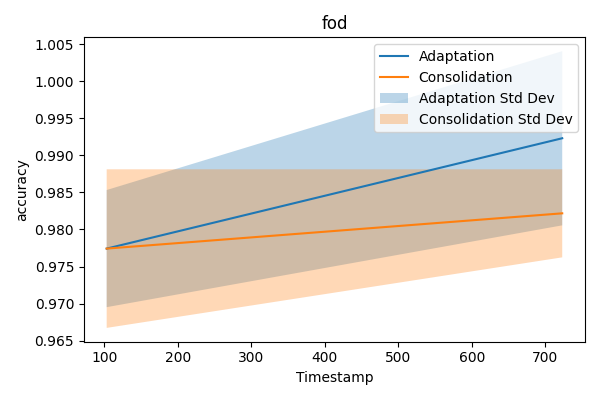 fod
1.005
1.000
0.995
0.990
0.985
0.980
0.975
0.970
0.965
accuracy
Adaptation
Consolidation
Adaptation Std Dev
Consolidation Std Dev
100 200 300 400 500 600 700
Timestamp